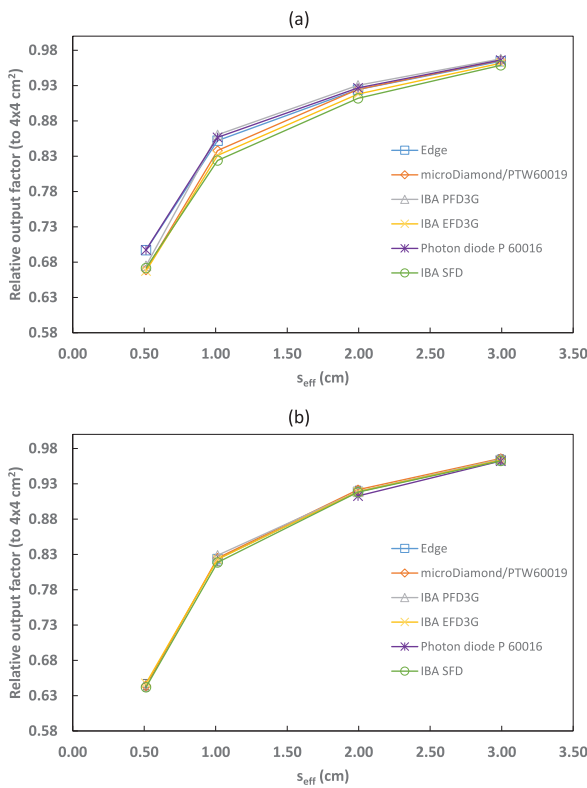 (a)
Relative output factor (to 4x4 cm²)
0.98
0.93
0.88
0.83
0.78
0.73
0.68
0.63
0.58
Edge
microDiamond/PTW60019
IBA PFD3G
IBA EFD3G
Photon diode P 60016
IBA SFD
0.00 0.50 1.00 1.50 2.00 2.50 3.00 3.50
s_eff (cm)
(b)
Relative output factor (to 4x4 cm²)
0.98
0.93
0.88
0.83
0.78
0.73
0.68
0.63
0.58
Edge
microDiamond/PTW60019
IBA PFD3G
IBA EFD3G
Photon diode P 60016
IBA SFD
0.00 0.50 1.00 1.50 2.00 2.50 3.00 3.50
s_eff (cm)